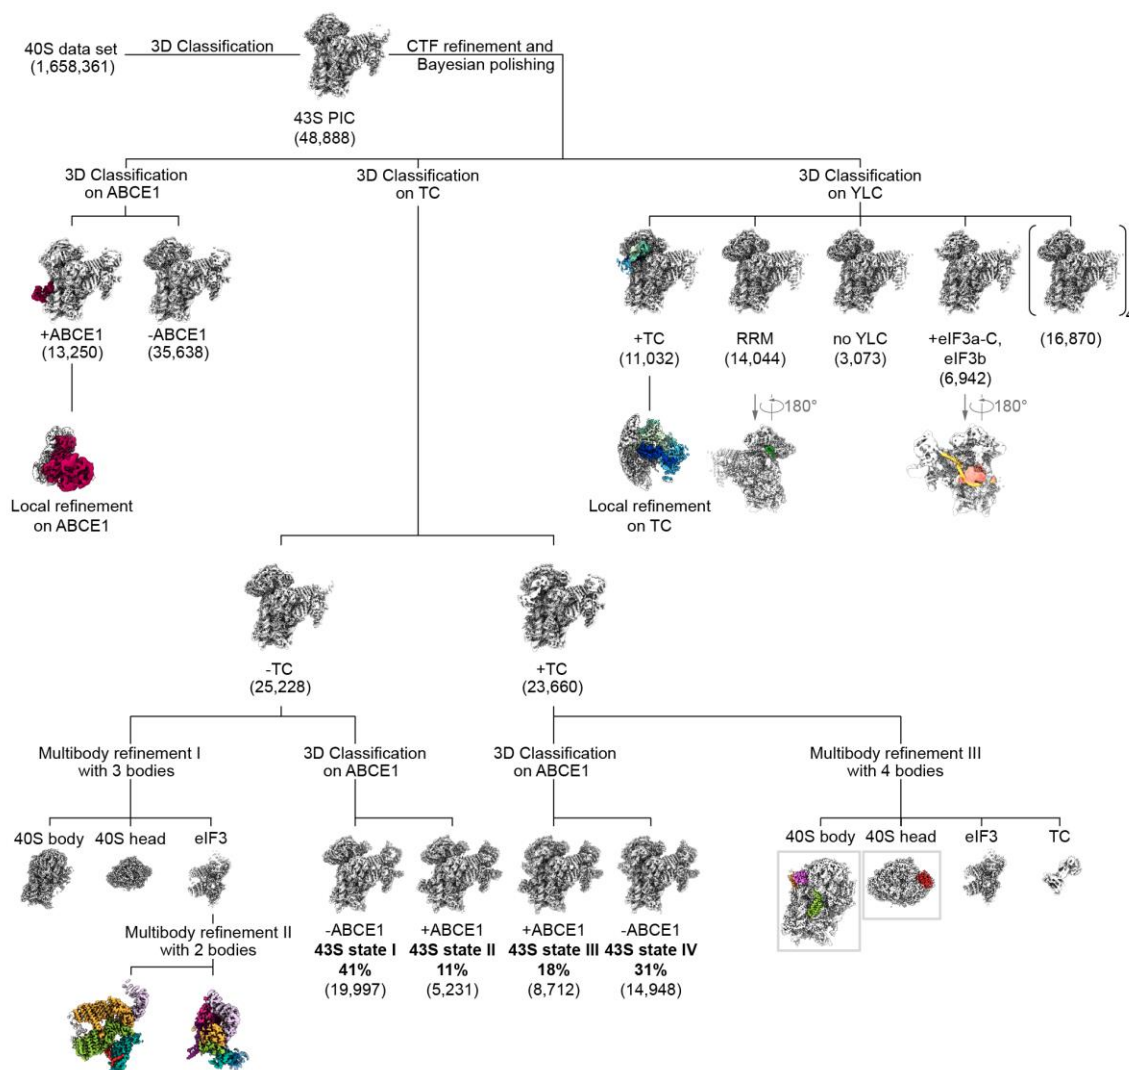 40S data set
(1,658,361)
3D Classification
CTF refinement and
Bayesian polishing
43S PIC
(48,888)
3D Classification
on ABCE1
3D Classification
on TC
3D Classification
on YLC
+ABCE1
(13,250)
-ABCE1
(35,638)
+TC
(11,032)
RRM
(14,044)
no YLC
(3,073)
+eIF3a-C,
eIF3b
(6,942)
(16,870)
4
180°
180°
Local refinement
on ABCE1
Local refinement
on TC
-TC
(25,228)
+TC
(23,660)
Multibody refinement I
with 3 bodies
3D Classification
on ABCE1
3D Classification
on ABCE1
Multibody refinement III
with 4 bodies
40S body
40S head
eIF3
40S body
40S head
eIF3
TC
-ABCE1
43S state I
41%
(19,997)
+ABCE1
43S state II
11%
(5,231)
+ABCE1
43S state III
18%
(8,712)
-ABCE1
43S state IV
31%
(14,948)
Multibody refinement II
with 2 bodies